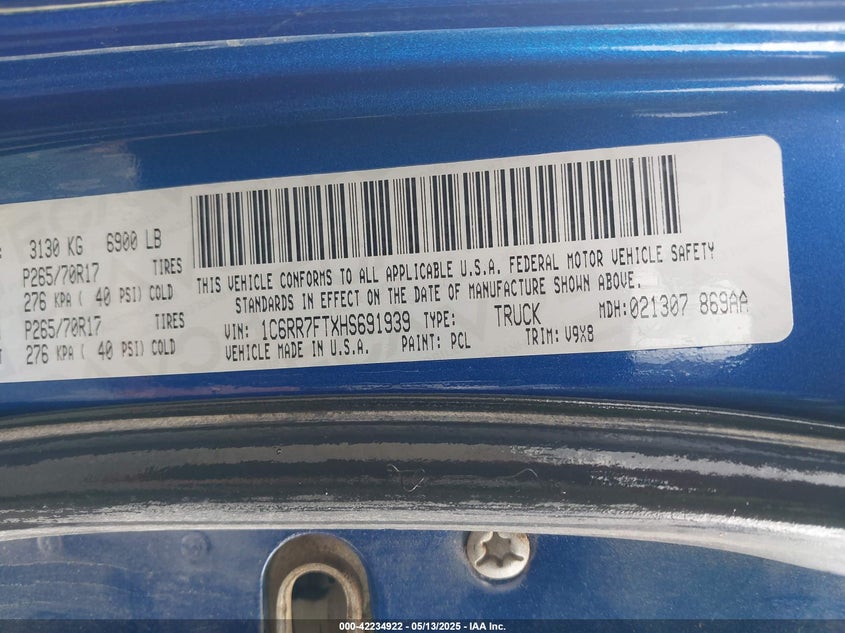 3130 KG 6900 LB
P265/70R17 TIRES
276 KPA ( 40 PSI) COLD
P265/70R17 TIRES
276 KPA ( 40 PSI) COLD
THIS VEHICLE CONFORMS TO ALL APPLICABLE U.S.A. FEDERAL MOTOR VEHICLE SAFETY
STANDARDS IN EFFECT ON THE DATE OF MANUFACTURE SHOWN ABOVE.
VIN: 1C6RR7FTXHS691939 TYPE: TRUCK MDH: 021307 869AA
VEHICLE MADE IN U.S.A. PAINT: PCL TRIM: V9X8
000-42234922 - 05/13/2025 - IAA Inc.